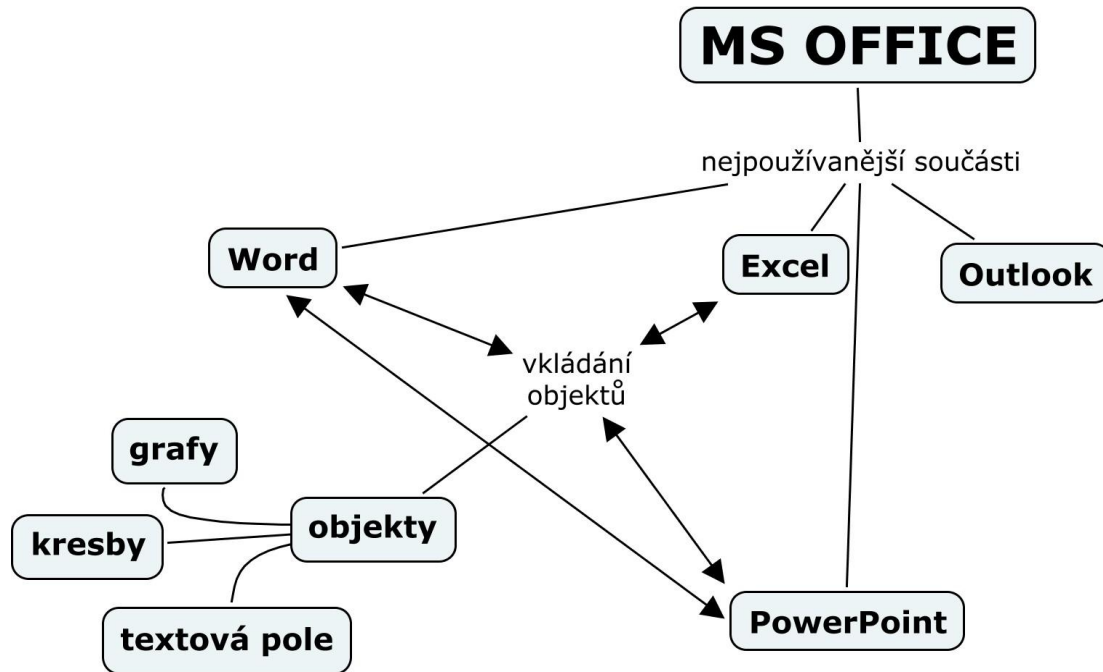 MS OFFICE
nejpoužívanější součásti
Word
Excel
Outlook
vkládání
objektů
grafy
objekty
kresby
textová pole
PowerPoint